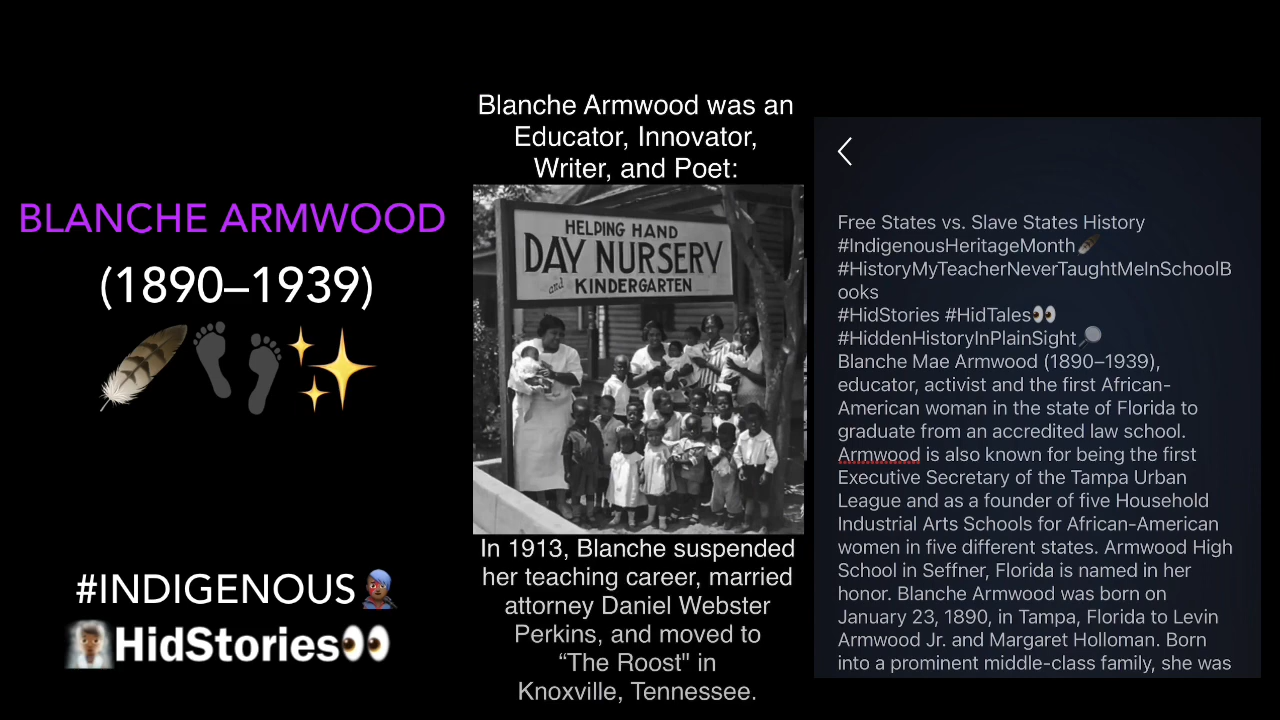 BLANCHE ARMWOOD
(1890–1939)
#INDIGENOUS
HidStories
Blanche Armwood was an
Educator, Innovator,
Writer, and Poet:
HELPING HAND
DAY NURSERY
and KINDERGARTEN
In 1913, Blanche suspended
her teaching career, married
attorney Daniel Webster
Perkins, and moved to
“The Roost" in
Knoxville, Tennessee.
Free States vs. Slave States History
#IndigenousHeritageMonth🪶
#HistoryMyTeacherNeverTaughtMeInSchoolB
ooks
#HidStories #HidTales👀
#HiddenHistoryInPlainSight🔎
Blanche Mae Armwood (1890–1939),
educator, activist and the first African-
American woman in the state of Florida to
graduate from an accredited law school.
Armwood is also known for being the first
Executive Secretary of the Tampa Urban
League and as a founder of five Household
Industrial Arts Schools for African-American
women in five different states. Armwood High
School in Seffner, Florida is named in her
honor. Blanche Armwood was born on
January 23, 1890, in Tampa, Florida to Levin
Armwood Jr. and Margaret Holloman. Born
into a prominent middle-class family, she was